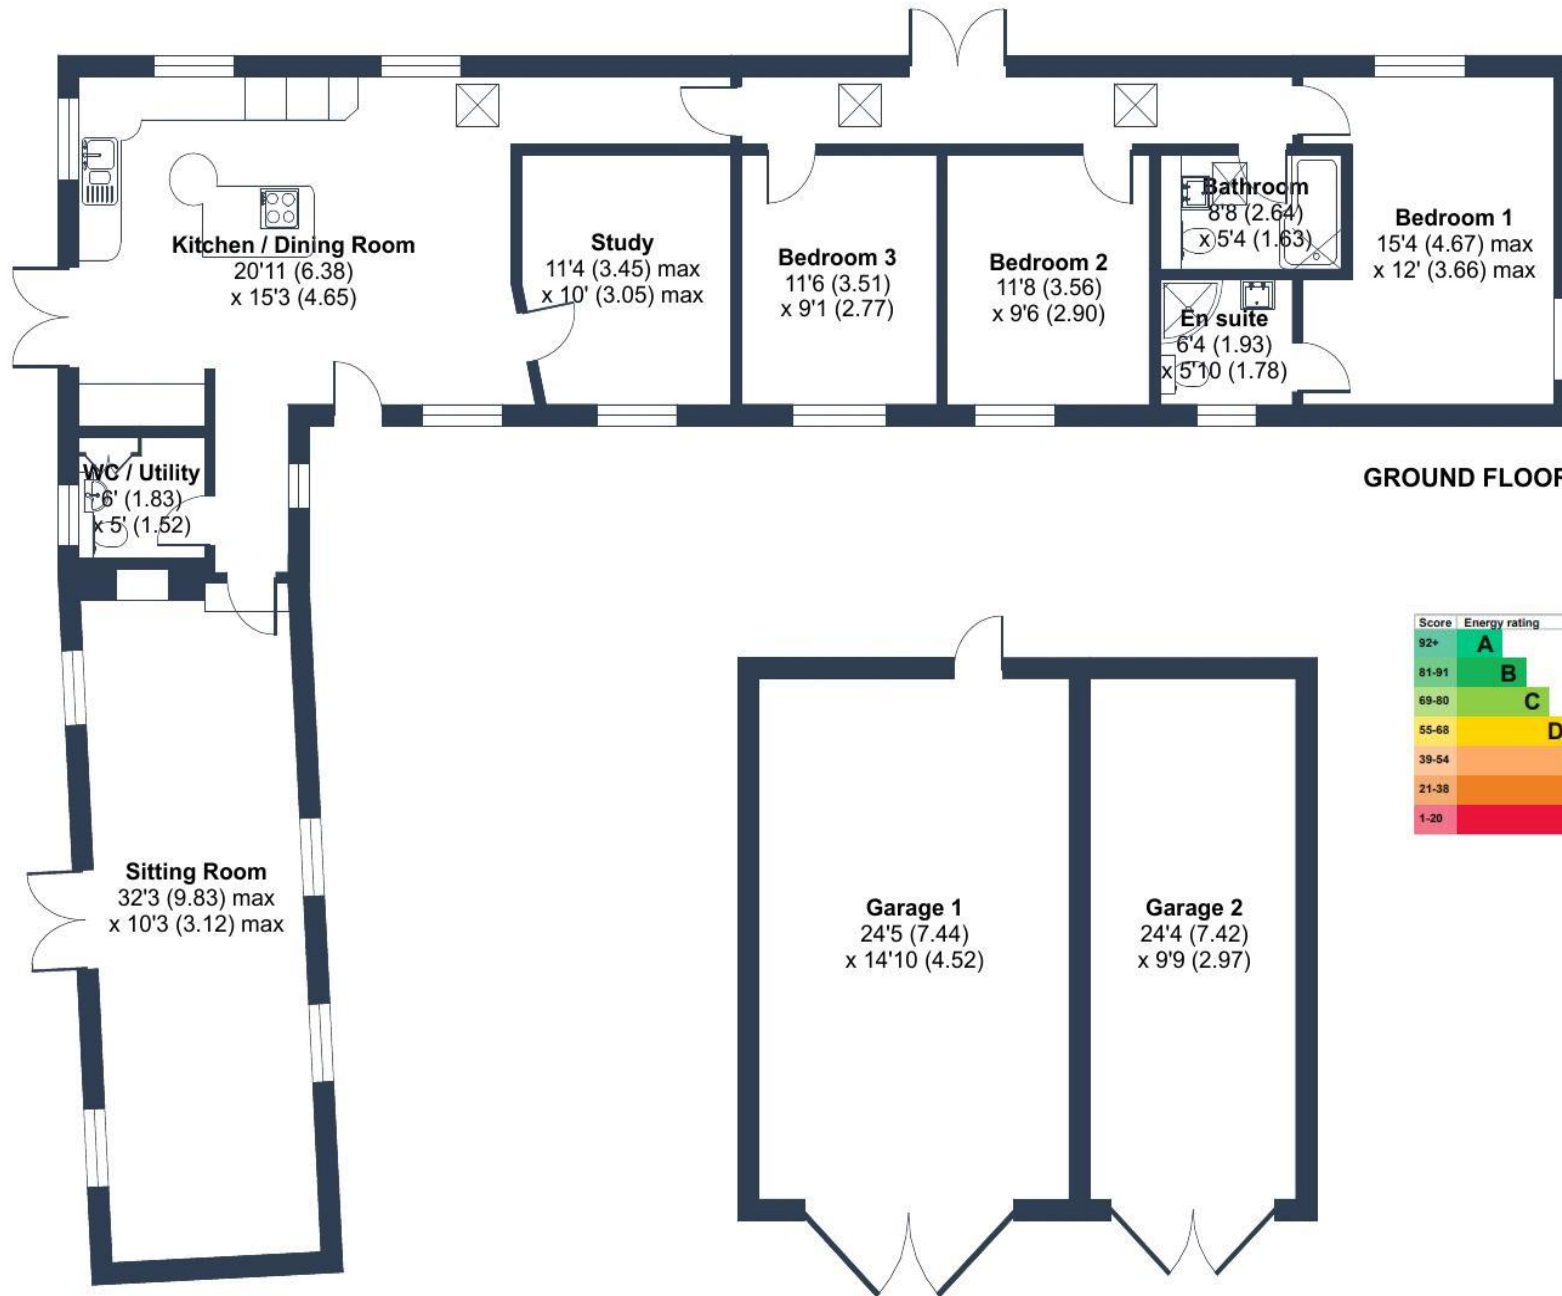 Kitchen / Dining Room
20'11 (6.38)
x 15'3 (4.65)
Study
11'4 (3.45) max
x 10' (3.05) max
Bedroom 3
11'6 (3.51)
x 9'1 (2.77)
Bedroom 2
11'8 (3.56)
x 9'6 (2.90)
Bathroom
8'8 (2.64)
x 5'4 (1.63)
En suite
6'4 (1.93)
x 5'10 (1.78)
Bedroom 1
15'4 (4.67) max
x 12' (3.66) max
WC / Utility
6' (1.83)
x 5' (1.52)
GROUND FLOOR
Score Energy rating
92+ A
81-91 B
69-80 C
55-68 D
39-54
21-38
1-20
Sitting Room
32'3 (9.83) max
x 10'3 (3.12) max
Garage 1
24'5 (7.44)
x 14'10 (4.52)
Garage 2
24'4 (7.42)
x 9'9 (2.97)